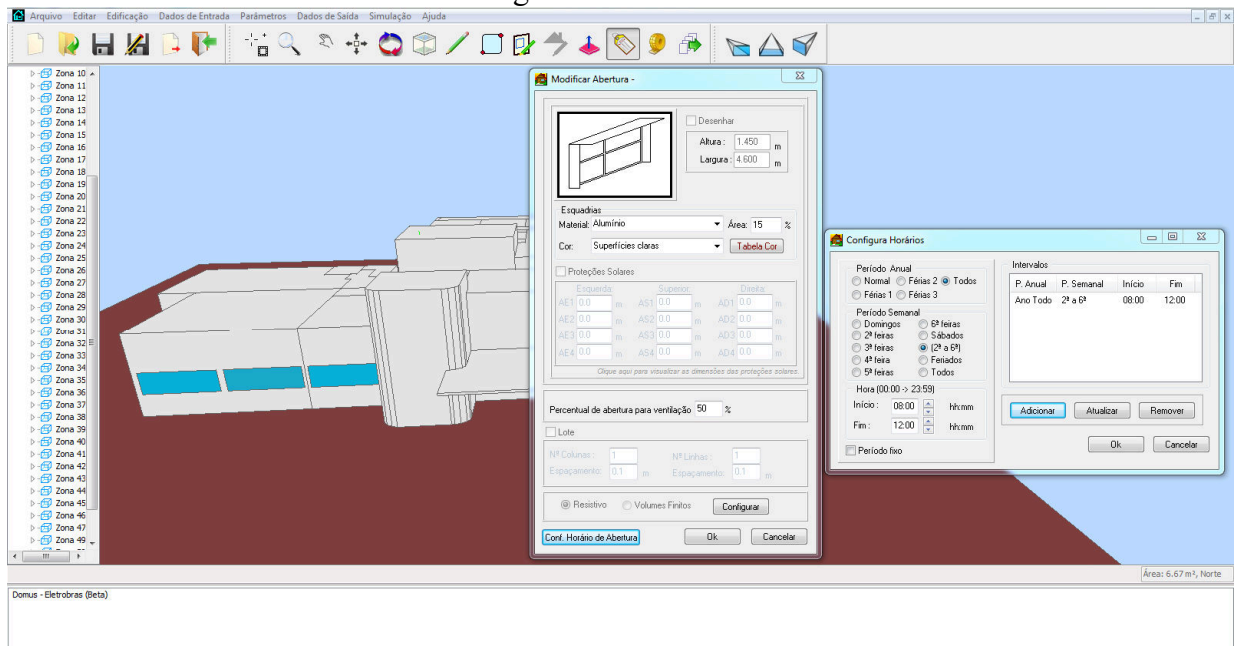 Arquivo Editar Edificação Dados de Entrada Parâmetros Dados de Saída Simulação Ajuda
Zona 10
Zona 11
Zona 12
Zona 13
Zona 14
Zona 15
Zona 16
Zona 17
Zona 18
Zona 19
Zona 20
Zona 21
Zona 22
Zona 23
Zona 24
Zona 25
Zona 26
Zona 27
Zona 28
Zona 29
Zona 30
Zona 31
Zona 32
Zona 33
Zona 34
Zona 35
Zona 36
Zona 37
Zona 38
Zona 39
Zona 40
Zona 41
Zona 42
Zona 43
Zona 44
Zona 45
Zona 46
Zona 47
Zona 49
Modificar Abertura -
Desenhar
Altura : 1.450 m
Largura : 4.600 m
Esquadrias
Material: Alumínio Área: 15 %
Cor: Superfícies claras Tabela Cor
Proteções Solares
Esquerda: Superior: Direita:
AE1 0.0 m AS1 0.0 m AD1 0.0 m
AE2 0.0 m AS2 0.0 m AD2 0.0 m
AE3 0.0 m AS3 0.0 m AD3 0.0 m
AE4 0.0 m AS4 0.0 m AD4 0.0 m
Clique aqui para visualizar as dimensões das proteções solares.
Percentual de abertura para ventilação 50 %
Lote
Nº Colunas : 1 Nº Linhas : 1
Espaçamento: 0.1 m Espaçamento: 0.1 m
Resistivo Volumes Finitos Configurar
Conf. Horário de Abertura Ok Cancelar
Configura Horários
Período Anual
Normal Férias 2 Todos
Férias 1 Férias 3
Período Semanal
Domingos 6ª feiras
2ª feiras Sábados
3ª feiras (2ª a 6ª)
4ª feira Feriados
5ª feiras Todos
Hora (00:00 -> 23:59)
Início : 08:00 hh:mm
Fim : 12:00 hh:mm
Período fixo
Intervalos
P. Anual P. Semanal Início Fim
Ano Todo 2ª a 6ª 08:00 12:00
Adicionar Atualizar Remover
Ok Cancelar
Área: 6.67 m², Norte
Domus - Eletrobras (Beta)